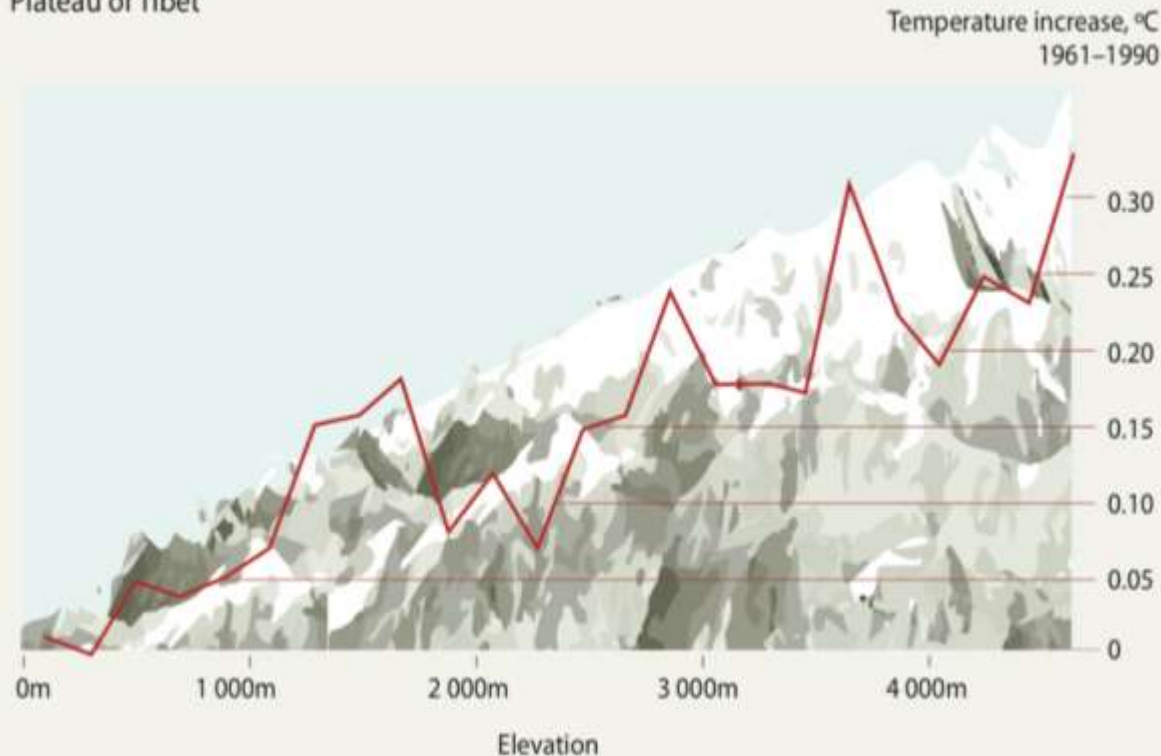 Plateau of Tibet
Temperature increase, ºC
1961–1990
0.30
0.25
0.20
0.15
0.10
0.05
0
0m 1 000m 2 000m 3 000m 4 000m
Elevation